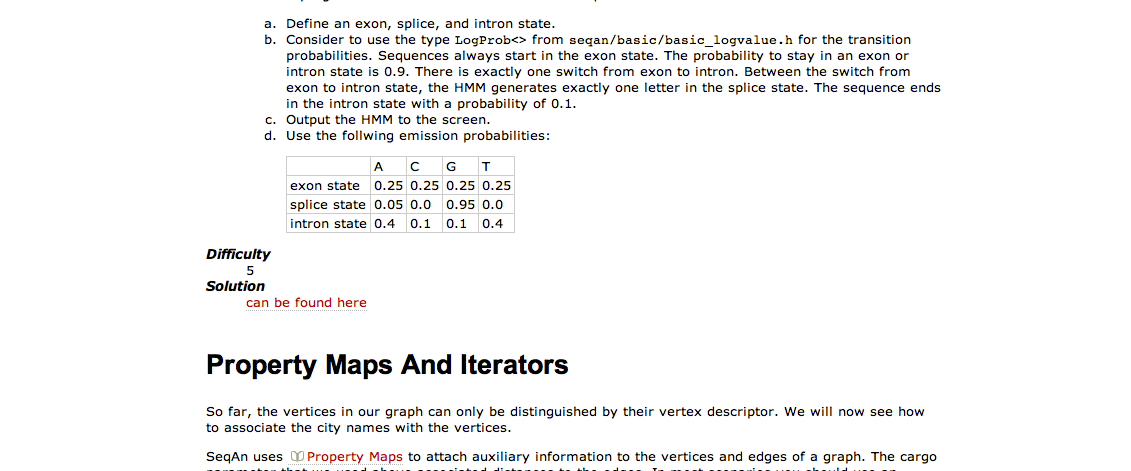 a. Define an exon, splice, and intron state.
b. Consider to use the type LogProb<> from seqan/basic/basic_logvalue.h for the transition
probabilities. Sequences always start in the exon state. The probability to stay in an exon or
intron state is 0.9. There is exactly one switch from exon to intron. Between the switch from
exon to intron state, the HMM generates exactly one letter in the splice state. The sequence ends
in the intron state with a probability of 0.1.
c. Output the HMM to the screen.
d. Use the follwing emission probabilities:
A C G T
exon state 0.25 0.25 0.25 0.25
splice state 0.05 0.0 0.95 0.0
intron state 0.4 0.1 0.1 0.4
Difficulty
5
Solution
can be found here
Property Maps And Iterators
So far, the vertices in our graph can only be distinguished by their vertex descriptor. We will now see how
to associate the city names with the vertices.
SeqAn uses Property Maps to attach auxiliary information to the vertices and edges of a graph. The cargo